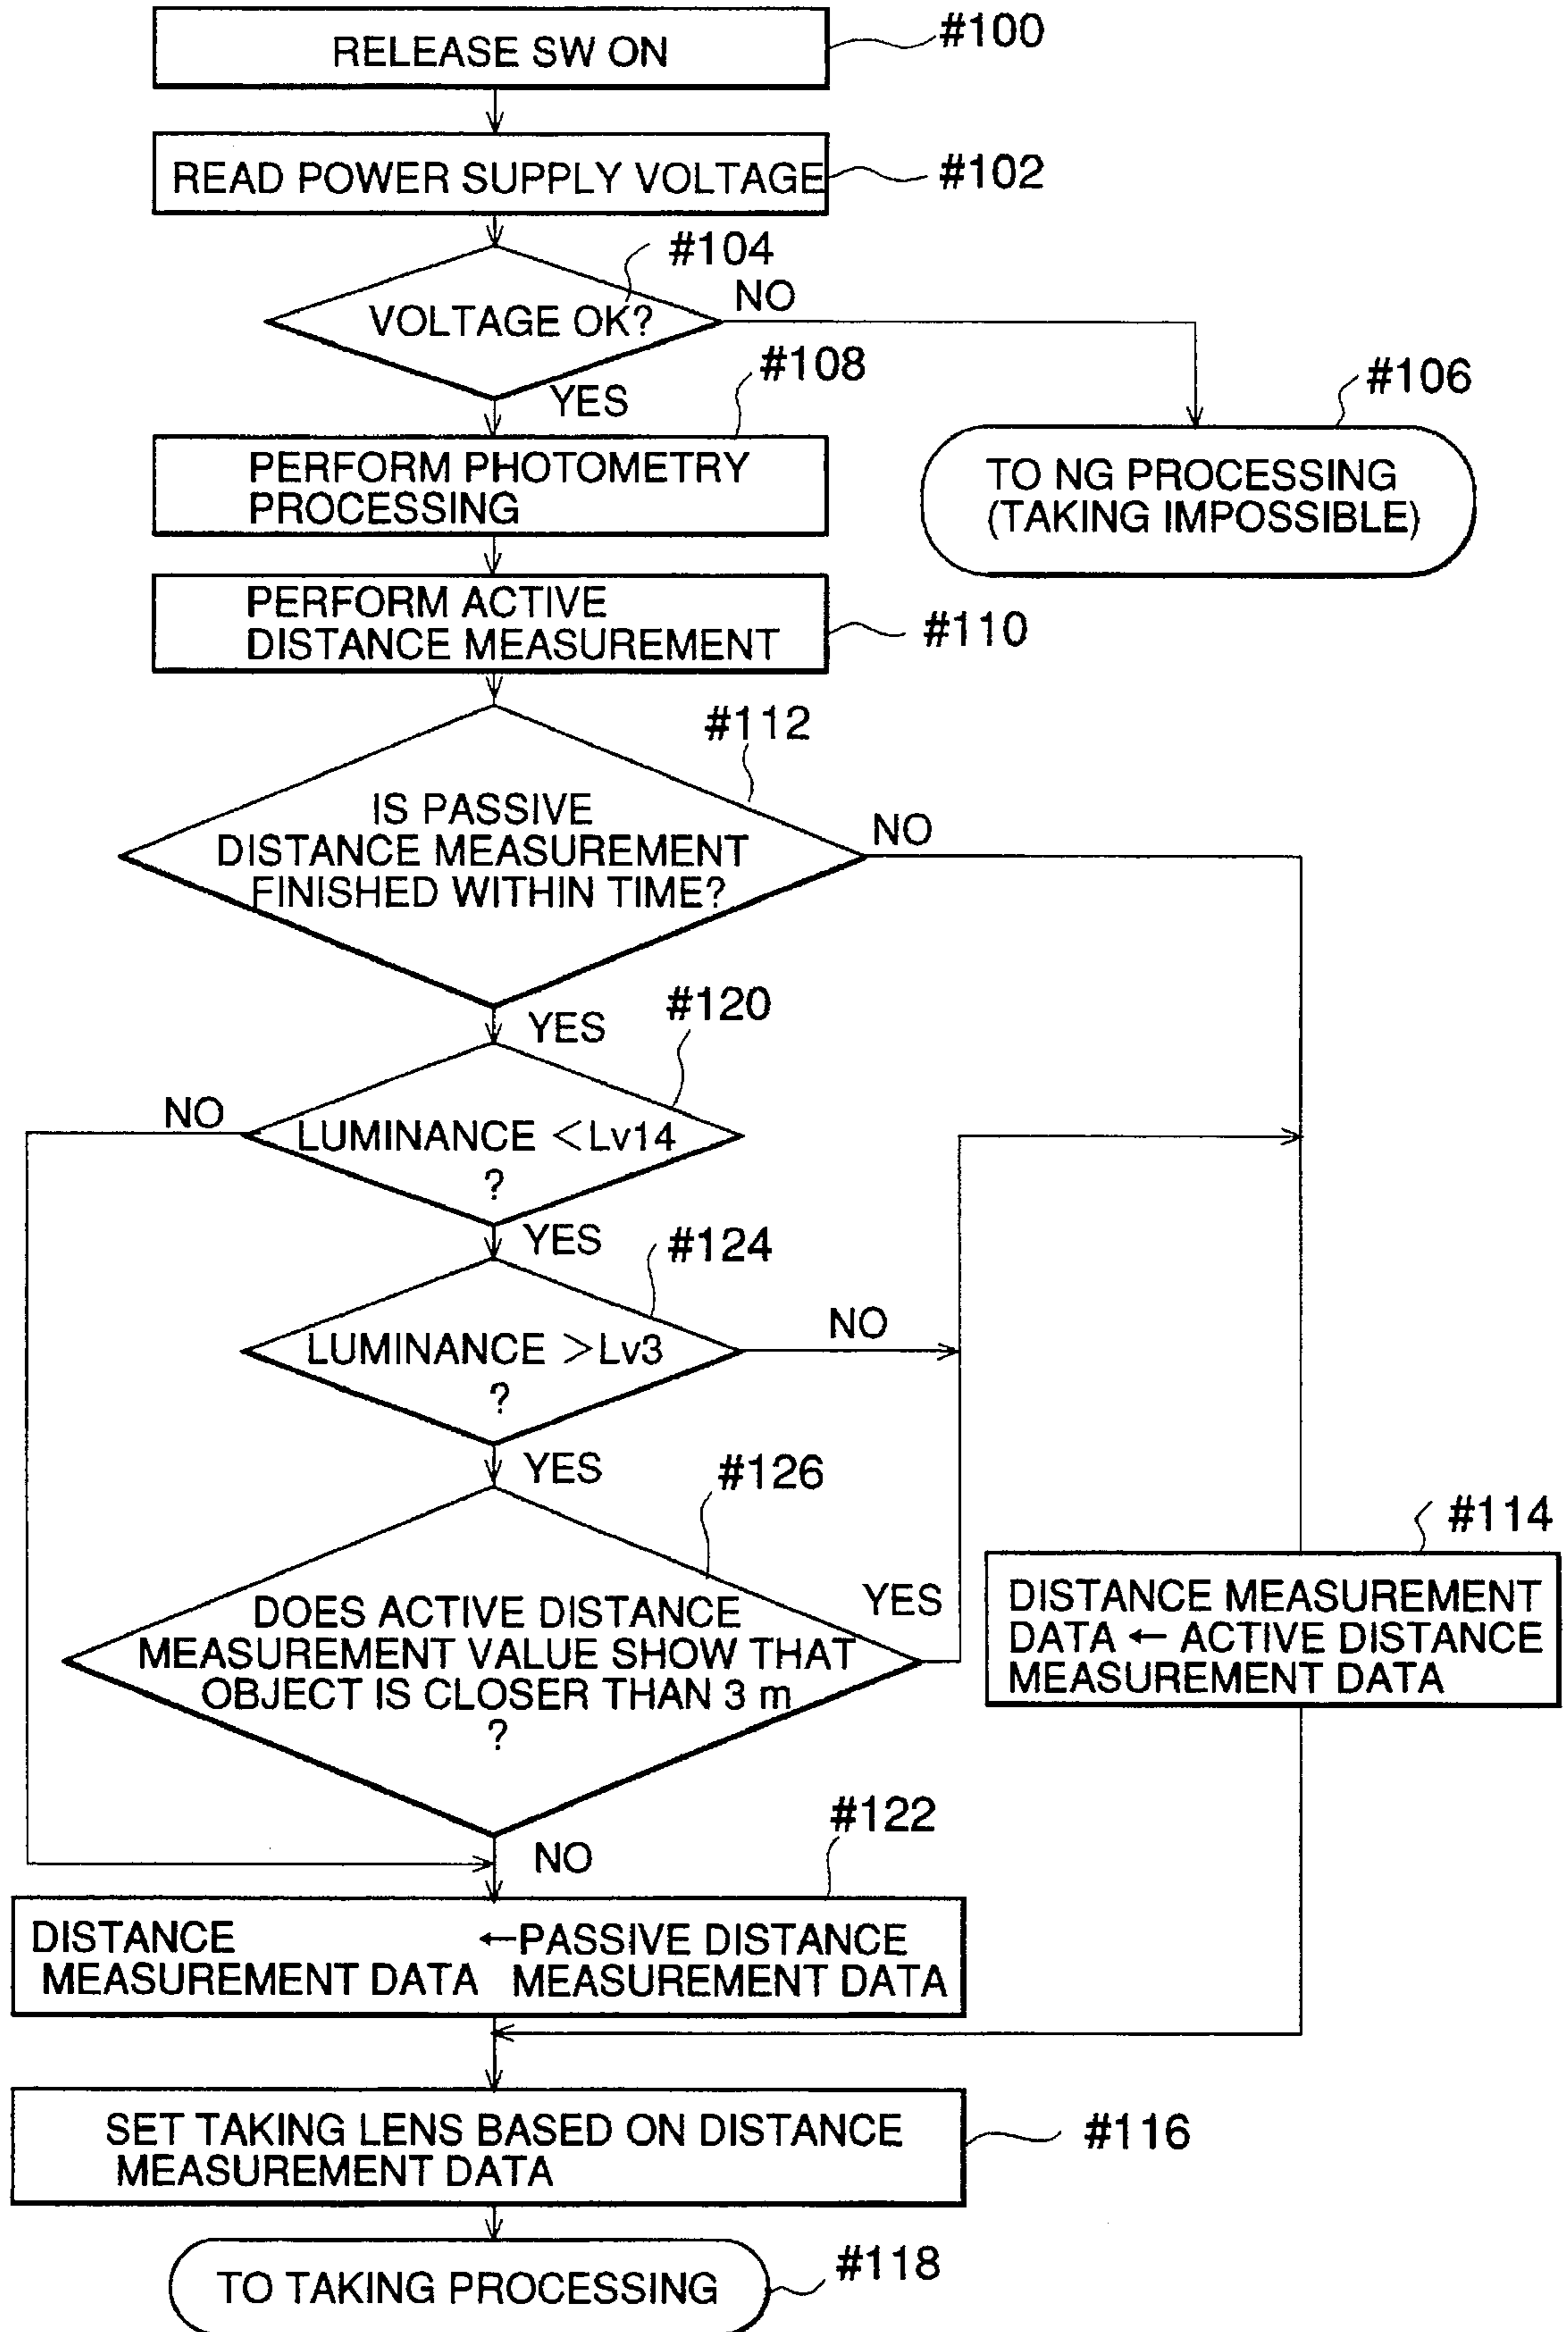 RELEASE SW ON
#100
READ POWER SUPPLY VOLTAGE
#102
#104
VOLTAGE OK?
NO
YES
#106
TO NG PROCESSING
(TAKING IMPOSSIBLE)
#108
PERFORM PHOTOMETRY
PROCESSING
PERFORM ACTIVE
DISTANCE MEASUREMENT
#110
#112
IS PASSIVE
DISTANCE MEASUREMENT
FINISHED WITHIN TIME?
NO
YES
#120
NO
LUMINANCE <Lv14
?
YES
#124
LUMINANCE >Lv3
?
NO
YES
#126
DOES ACTIVE DISTANCE
MEASUREMENT VALUE SHOW THAT
OBJECT IS CLOSER THAN 3 m
?
YES
NO
#114
DISTANCE MEASUREMENT
DATA ← ACTIVE DISTANCE
MEASUREMENT DATA
#122
DISTANCE ←PASSIVE DISTANCE
MEASUREMENT DATA MEASUREMENT DATA
SET TAKING LENS BASED ON DISTANCE
MEASUREMENT DATA
#116
TO TAKING PROCESSING
#118